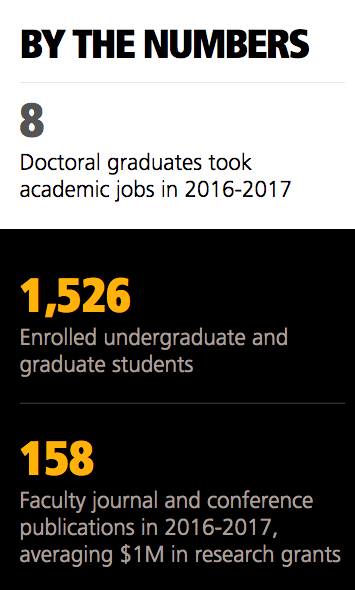 BY THE NUMBERS
8
Doctoral graduates took
academic jobs in 2016-2017
1,526
Enrolled undergraduate and
graduate students
158
Faculty journal and conference
publications in 2016-2017,
averaging $1M in research grants